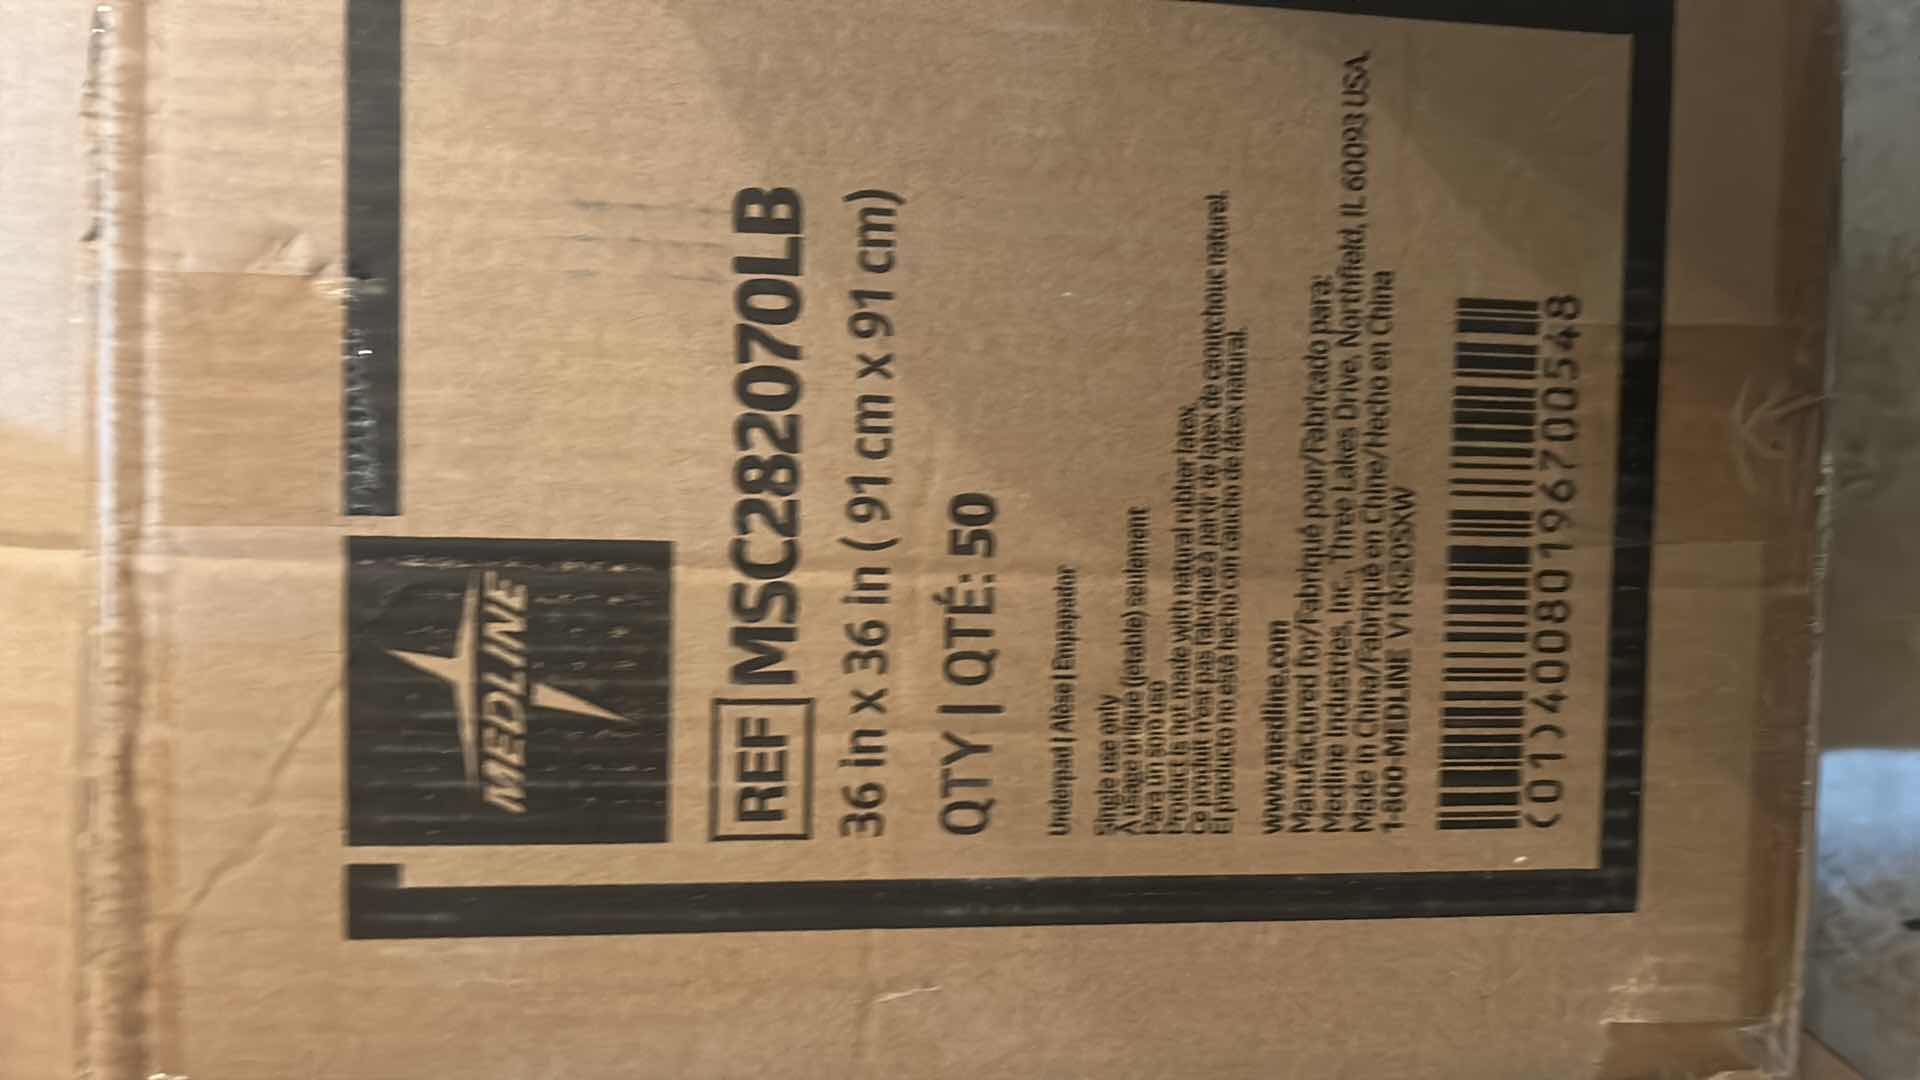 MEDLINE
REF MSC282070LB
36 in x 36 in ( 91 cm x 91 cm)
QTY | QTÉ: 50
Underpad | Alèse | Empapador
Single use only
À usage unique (jetable) seulement
Para un solo uso
Product is not made with natural rubber latex.
Ce produit n'est pas fabriqué à partir de latex de caoutchouc naturel.
El producto no está hecho con caucho de látex natural.
www.medline.com
Manufactured for/Fabriqué pour/Fabricado para:
Medline Industries, Inc., Three Lakes Drive, Northfield, IL 60093 USA.
Made in China/Fabriqué en Chine/Hecho en China
1-800-MEDLINE V1 RG20SXW
(01)40080196700548